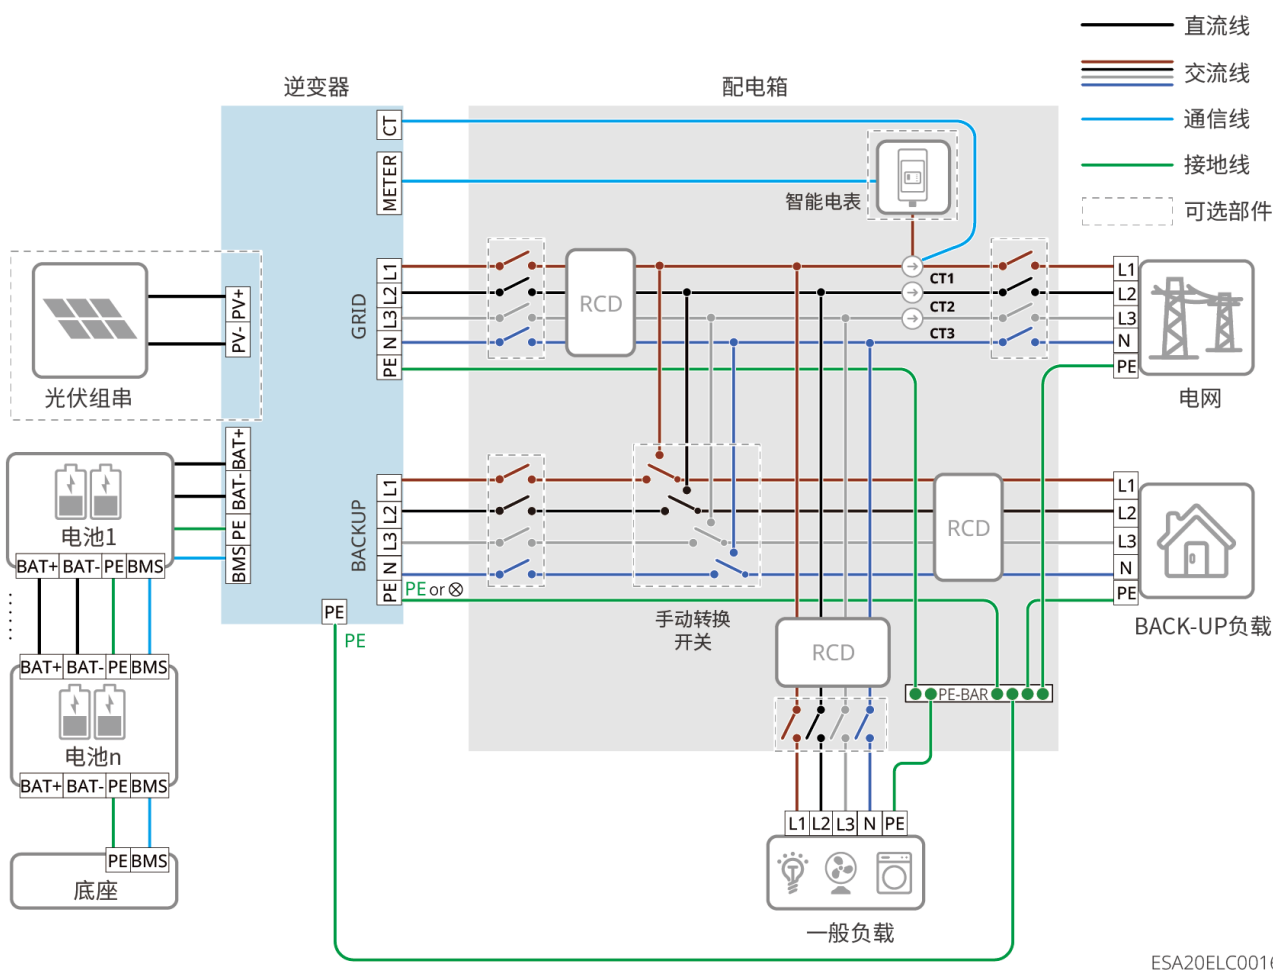 直流线
交流线
通信线
接地线
可选部件
逆变器
配电箱
CT
METER
智能电表
CT1
CT2
CT3
GRID
L1
L2
L3
N
PE
RCD
L1
L2
L3
N
PE
电网
光伏组串
PV+
PV-
BAT+
BAT-
PE
BMS
电池1
BAT+ BAT- PE BMS
BACKUP
L1
L2
L3
N
PE
PE or
PE
PE
手动转换
开关
RCD
L1
L2
L3
N
PE
BACK-UP负载
RCD
PE-BAR
BAT+ BAT- PE BMS
电池n
BAT+ BAT- PE BMS
PE BMS
底座
L1 L2 L3 N PE
一般负载
ESA20ELC0016